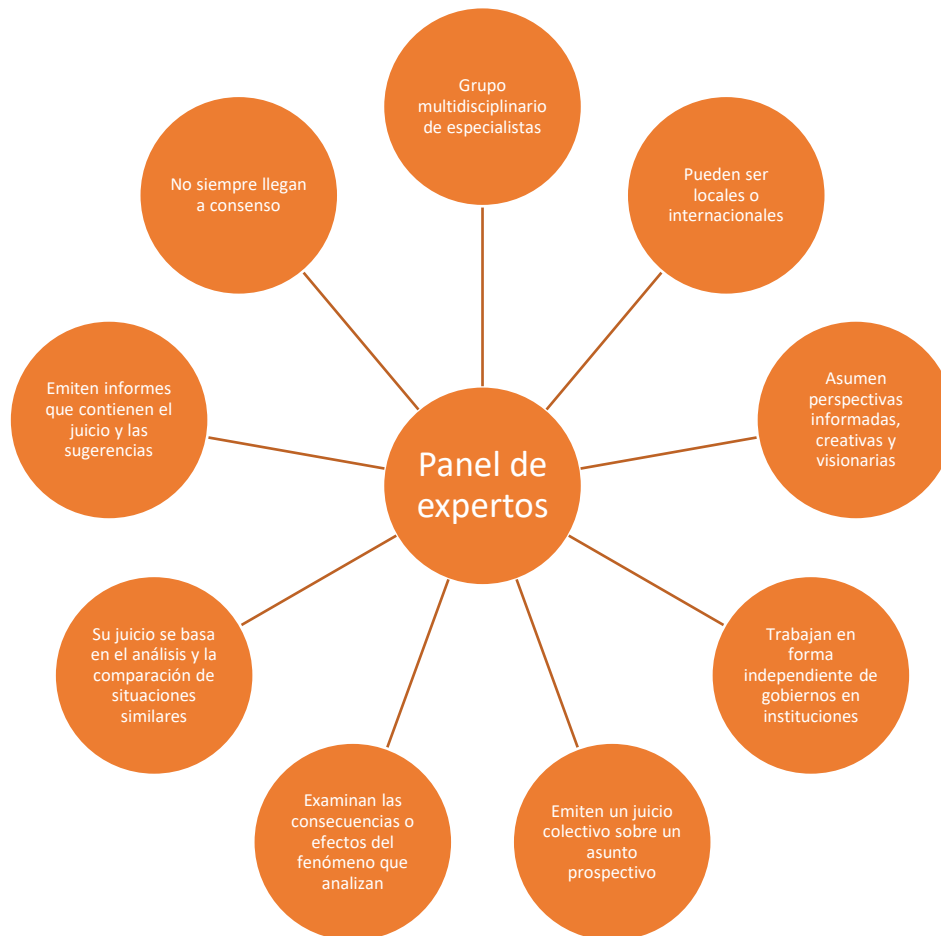 Grupo
multidisciplinario
de especialistas
Pueden ser
locales o
internacionales
Asumen
perspectivas
informadas,
creativas y
visionarias
Trabajan en
forma
independiente de
gobiernos en
instituciones
Emiten un juicio
colectivo sobre un
asunto
prospectivo
Examinan las
consecuencias o
efectos del
fenómeno que
analizan
Su juicio se basa
en el análisis y la
comparación de
situaciones
similares
Emiten informes
que contienen el
juicio y las
sugerencias
No siempre llegan
a consenso
Panel de
expertos